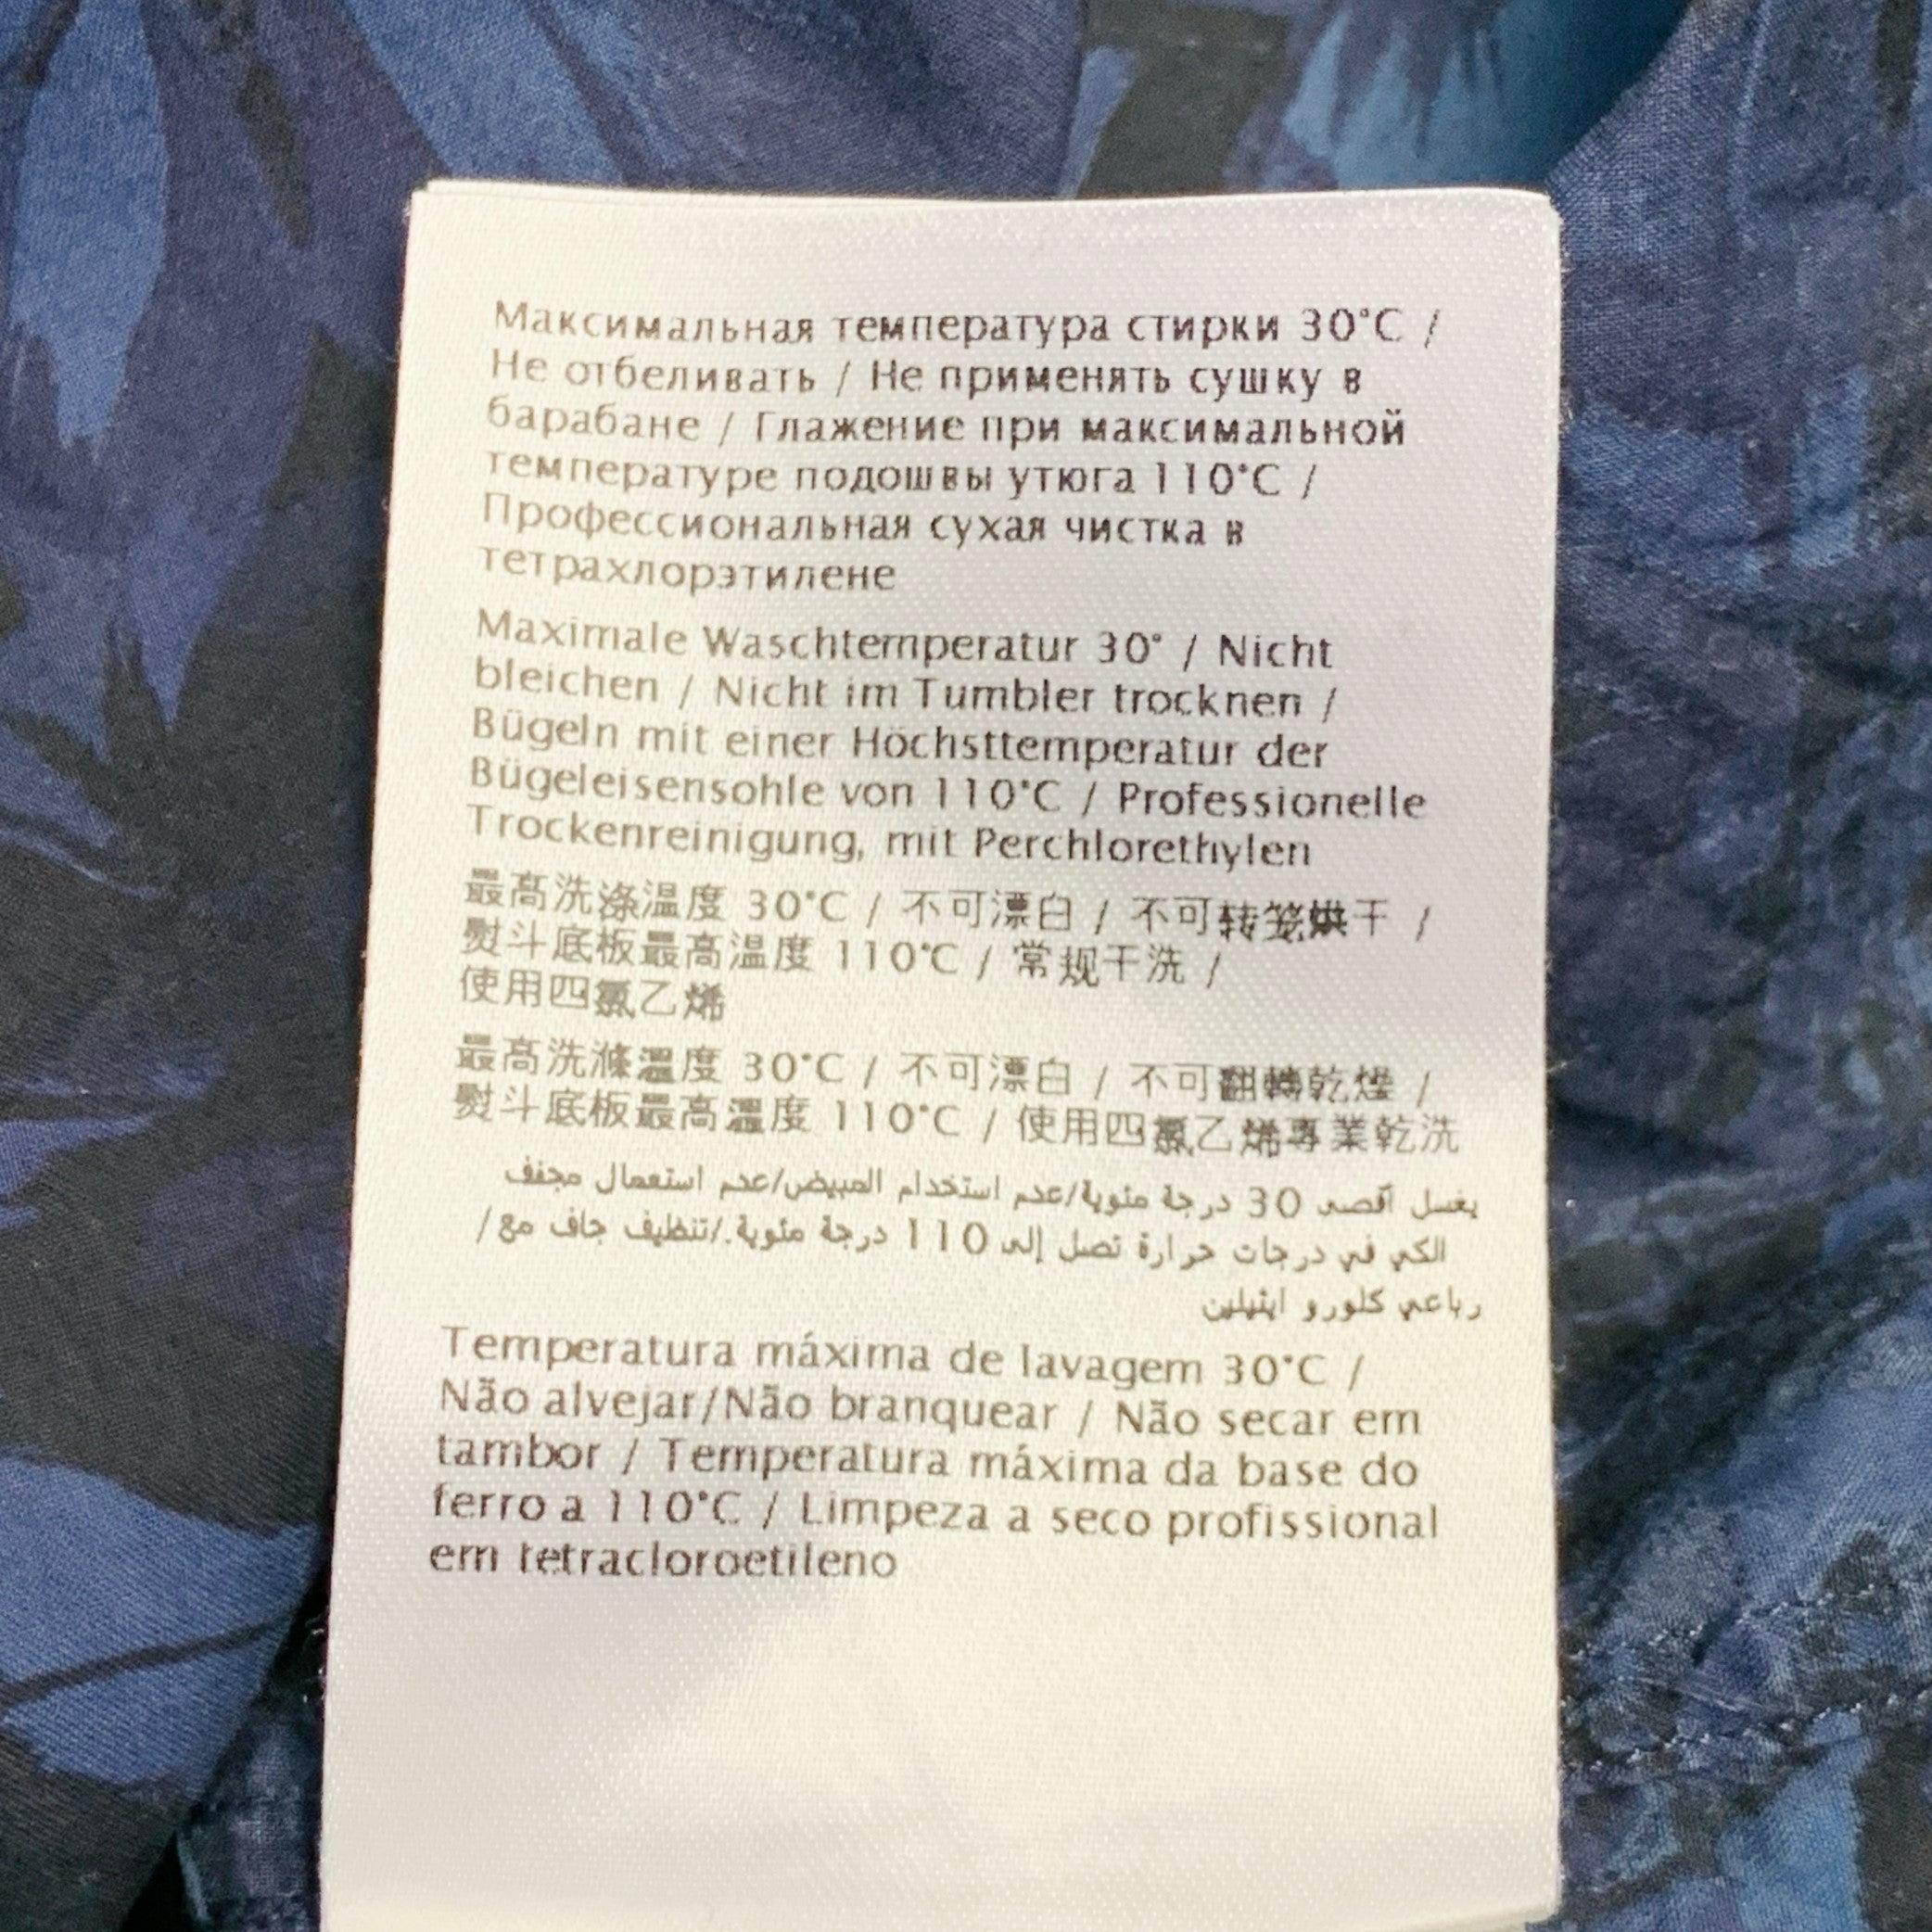 Максимальная температура стирки 30°C /
Не отбеливать / Не применять сушку в
барабане / Глажение при максимальной
температуре подошвы утюга 110°C /
Профессиональная сухая чистка в
тетрахлорэтилене
Maximale Waschtemperatur 30° / Nicht
bleichen / Nicht im Tumbler trocknen /
Bügeln mit einer Höchsttemperatur der
Bügeleisensohle von 110°C / Professionelle
Trockenreinigung, mit Perchlorethylen
最高洗涤温度 30°C / 不可漂白 / 不可转笼烘干 /
熨斗底板最高温度 110°C / 常规干洗 /
使用四氯乙烯
最高洗滌溫度 30°C / 不可漂白 / 不可翻轉乾燥 /
熨斗底板最高溫度 110°C / 使用四氯乙烯專業乾洗
يغسل أقصى 30 درجة مئوية/عدم استخدام المبيض/عدم استعمال مجفف
الكي في درجات حرارة تصل إلى 110 درجة مئوية./تنظيف جاف مع/
رباعي كلورو ايثيلين
Temperatura máxima de lavagem 30°C /
Não alvejar/Não branquear / Não secar em
tambor / Temperatura máxima da base do
ferro a 110°C / Limpeza a seco profissional
em tetracloroetileno